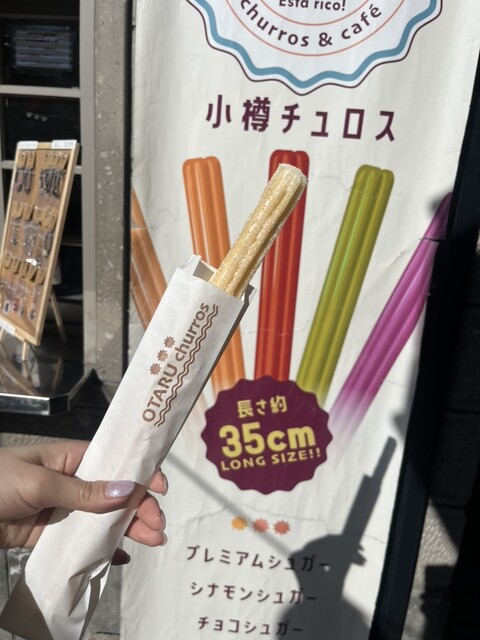 Está rico!
churros & café
小樽チュロス
OTARU churros
長さ約
35cm
LONG SIZE!!
プレミアムシュガー
シナモンシュガー
チョコシュガー